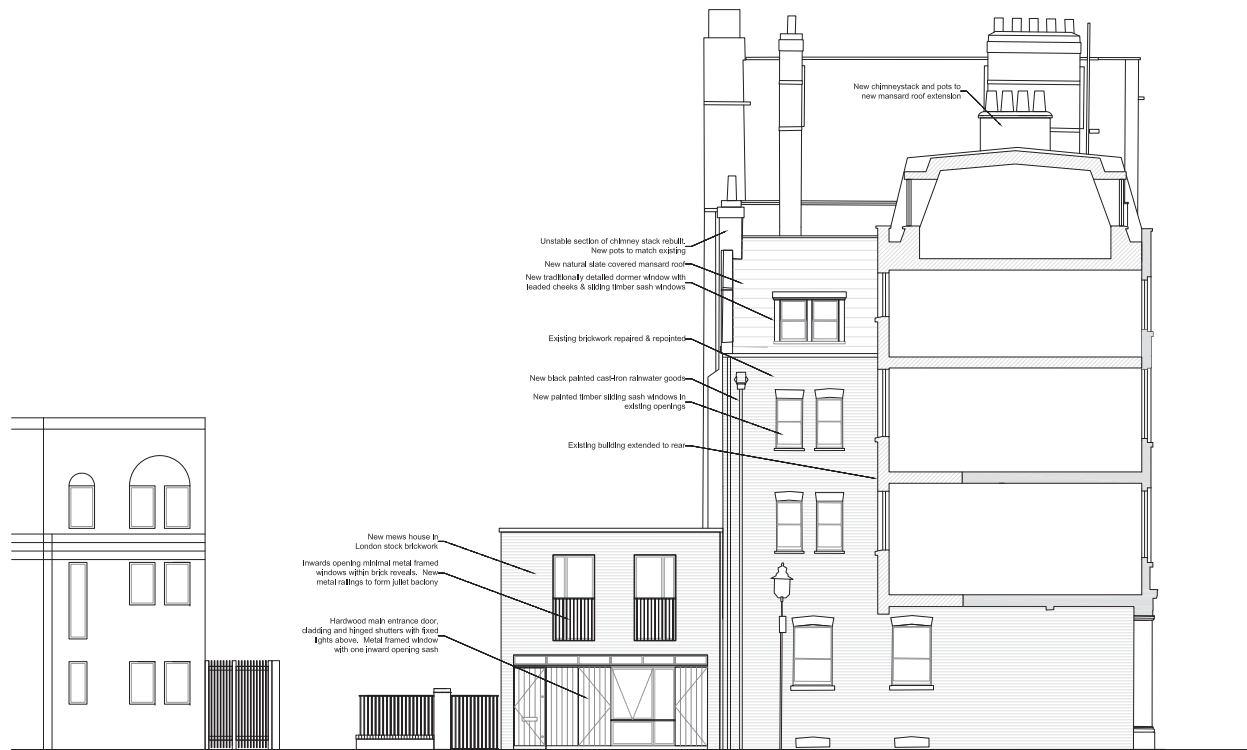 New chimneystack and pots to
new mansard roof extension
Unstable section of chimney stack rebuilt.
New pots to match existing
New natural slate covered mansard roof
New traditionally detailed dormer window with
leaded cheeks & sliding timber sash windows
Existing brickwork repaired & repointed
New black painted cast-iron rainwater goods
New painted timber sliding sash windows in
existing openings
Existing building extended to rear
New mews house in
London stock brickwork
Inwards opening minimal metal framed
windows within brick reveals. New
metal railings to form juliet baclony
Hardwood main entrance door,
cladding and hinged shutters with fixed
lights above. Metal framed window
with one inward opening sash